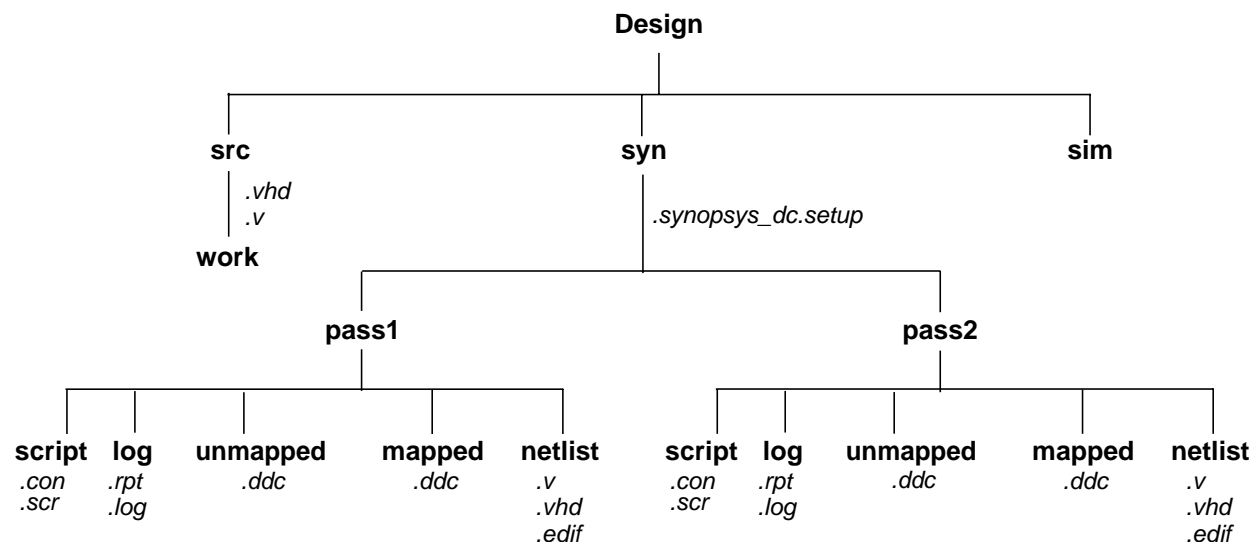 Design
src syn sim
.vhd
.v
.synopsys_dc.setup
work
pass1 pass2
script log unmapped mapped netlist script log unmapped mapped netlist
.con .rpt .ddc .ddc .v .con .rpt .ddc .ddc .v
.scr .log .vhd .scr .log .vhd
.edif .edif